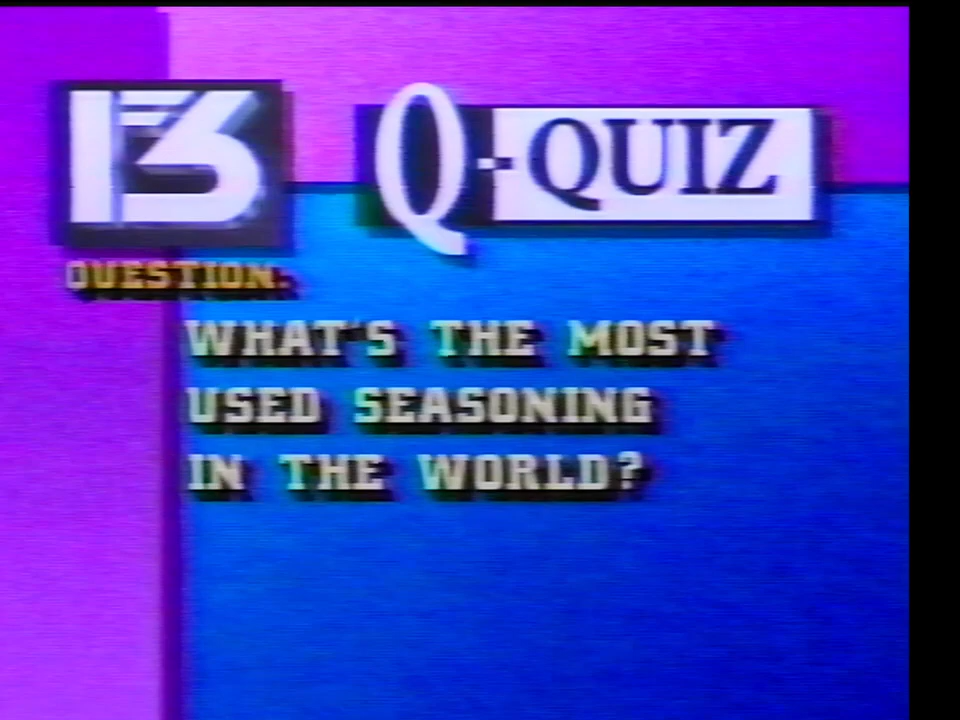 13 Q-QUIZ
QUESTION:
WHAT'S THE MOST
USED SEASONING
IN THE WORLD?